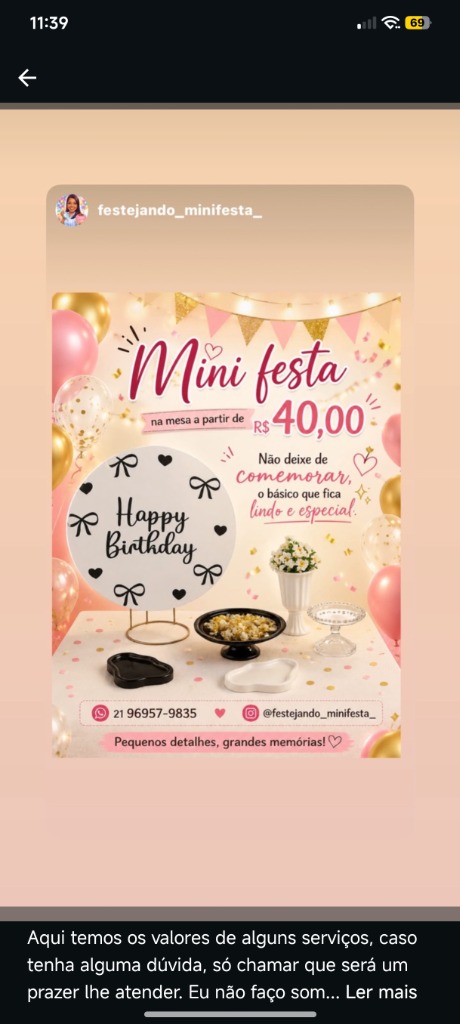 11:39
69
festejando_minifesta_
Mini festa
na mesa a partir de
R$ 40,00
Não deixe de
comemorar,
o básico que fica
lindo e especial.
Happy
Birthday
21 96957-9835
@festejando_minifesta_
Pequenos detalhes, grandes memórias!
Aqui temos os valores de alguns serviços, caso
tenha alguma dúvida, só chamar que será um
prazer lhe atender. Eu não faço som... Ler mais